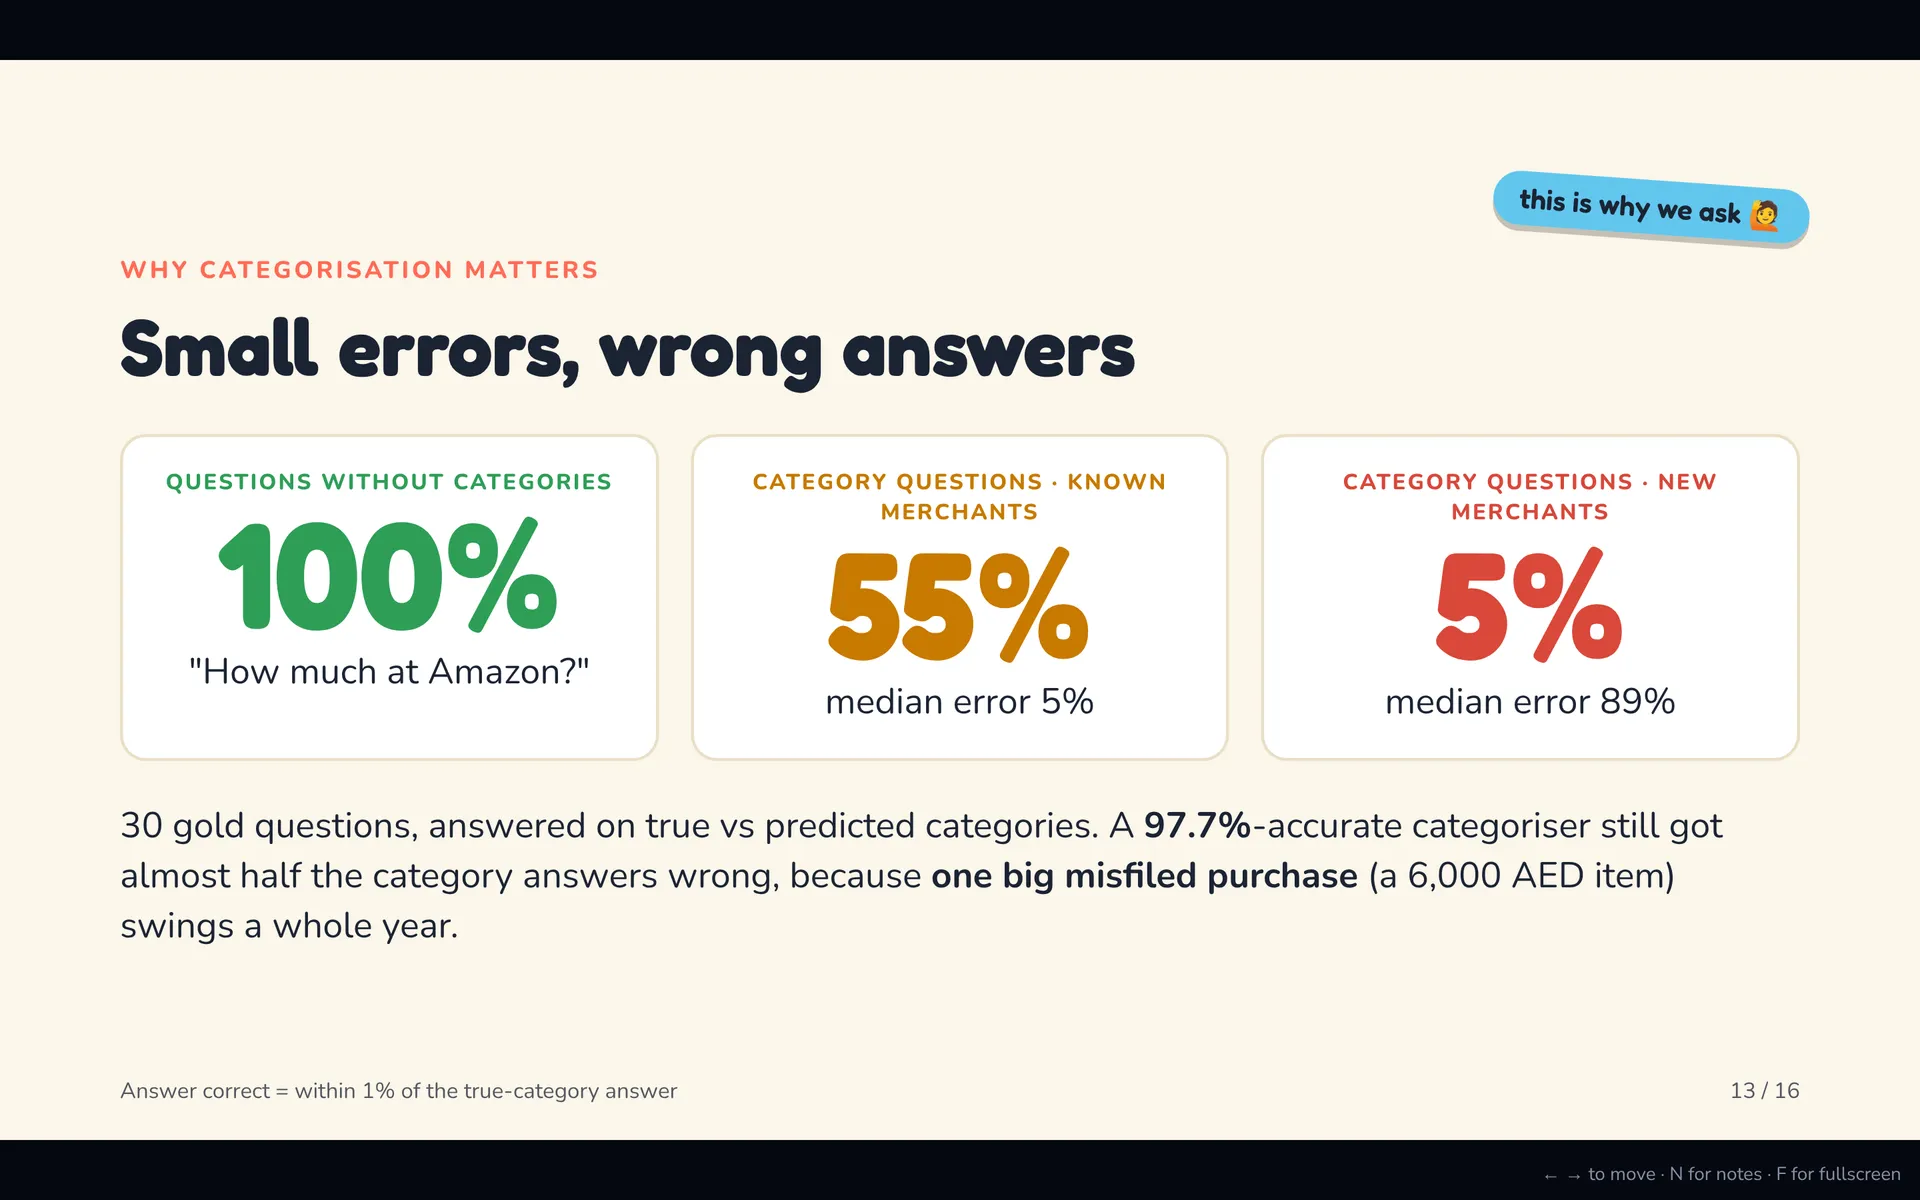 this is why we ask 🙋
WHY CATEGORISATION MATTERS
Small errors, wrong answers
QUESTIONS WITHOUT CATEGORIES
100%
"How much at Amazon?"
CATEGORY QUESTIONS · KNOWN
MERCHANTS
55%
median error 5%
CATEGORY QUESTIONS · NEW
MERCHANTS
5%
median error 89%
30 gold questions, answered on true vs predicted categories. A 97.7%-accurate categoriser still got
almost half the category answers wrong, because one big misfiled purchase (a 6,000 AED item)
swings a whole year.
Answer correct = within 1% of the true-category answer
13 / 16
← → to move · N for notes · F for fullscreen